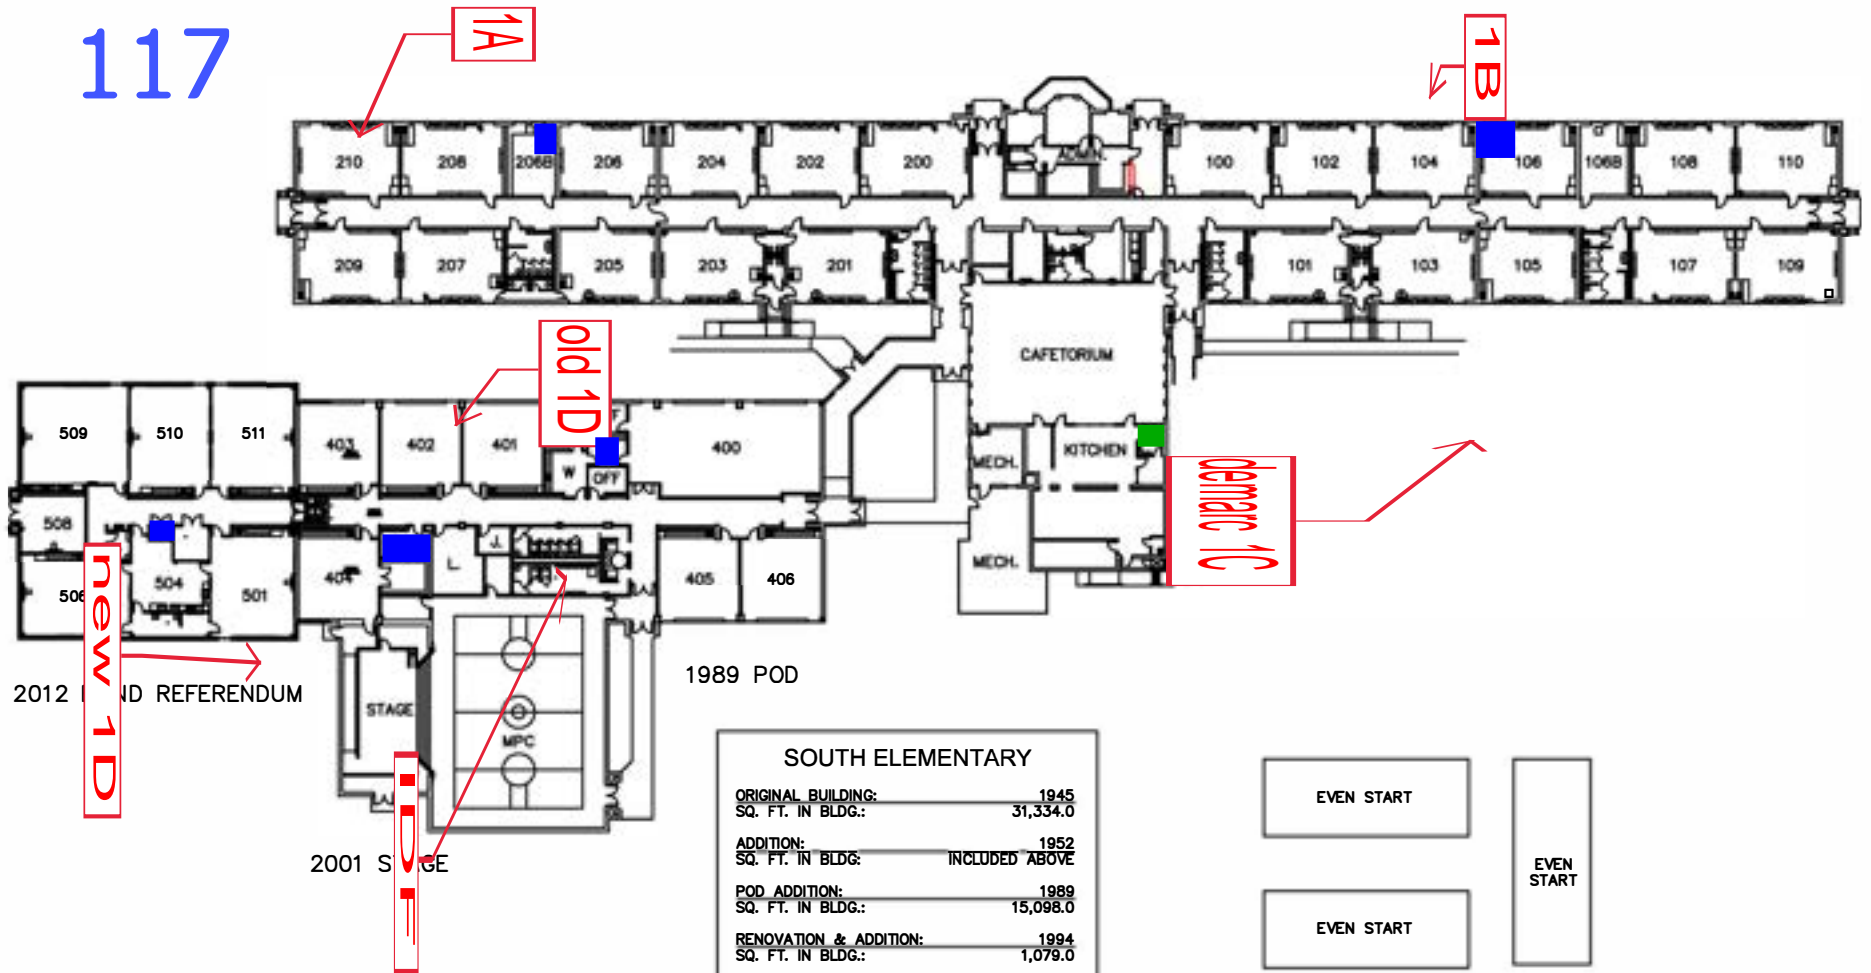 117
1A
1B
210
208
206B
206
204
202
200
ADMIN.
100
102
104
106
106B
108
110
209
207
205
203
201
101
103
105
107
109
old 1D
CAFETORIUM
509
510
511
403
402
401
W
OFF
400
MECH.
KITCHEN
demarc 1C
508
504
501
404
L.
J.
405
406
MECH.
new 1D
1989 POD
2012 REFERENDUM
STAGE
MPC
2001
SOUTH ELEMENTARY
ORIGINAL BUILDING: 1945
SQ. FT. IN BLDG.: 31,334.0
ADDITION: 1952
SQ. FT. IN BLDG: INCLUDED ABOVE
POD ADDITION: 1989
SQ. FT. IN BLDG.: 15,098.0
RENOVATION & ADDITION: 1994
SQ. FT. IN BLDG.: 1,079.0
EVEN START
EVEN START
EVEN
START